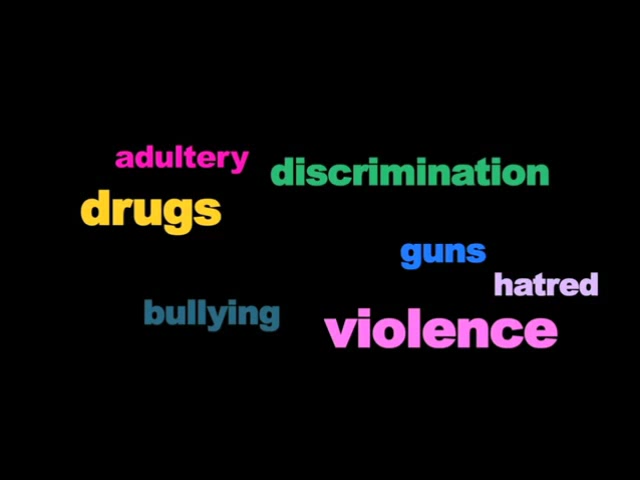 adultery
discrimination
drugs
guns
hatred
bullying
violence